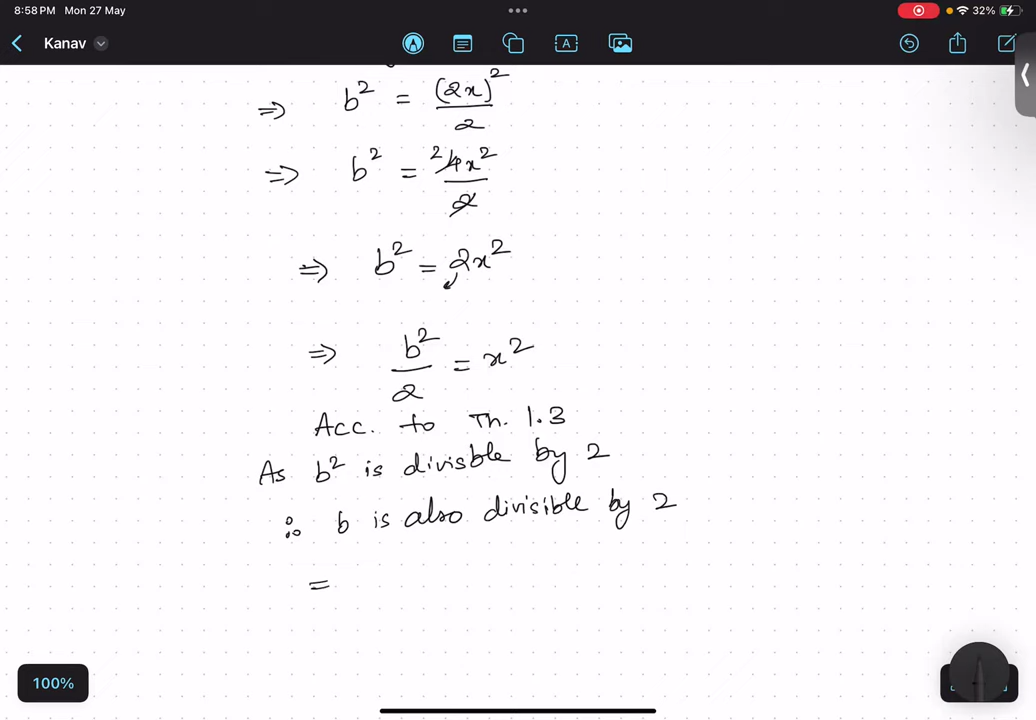 8:58 PM Mon 27 May
32%
Kanav
A
=> b² = (2x)²/2
=> b² = ²4x²/2
=> b² = 2x²
=> b²/2 = x²
Acc. to Th. 1.3
As b² is divisble by 2
∴ b is also divisible by 2
=
100%